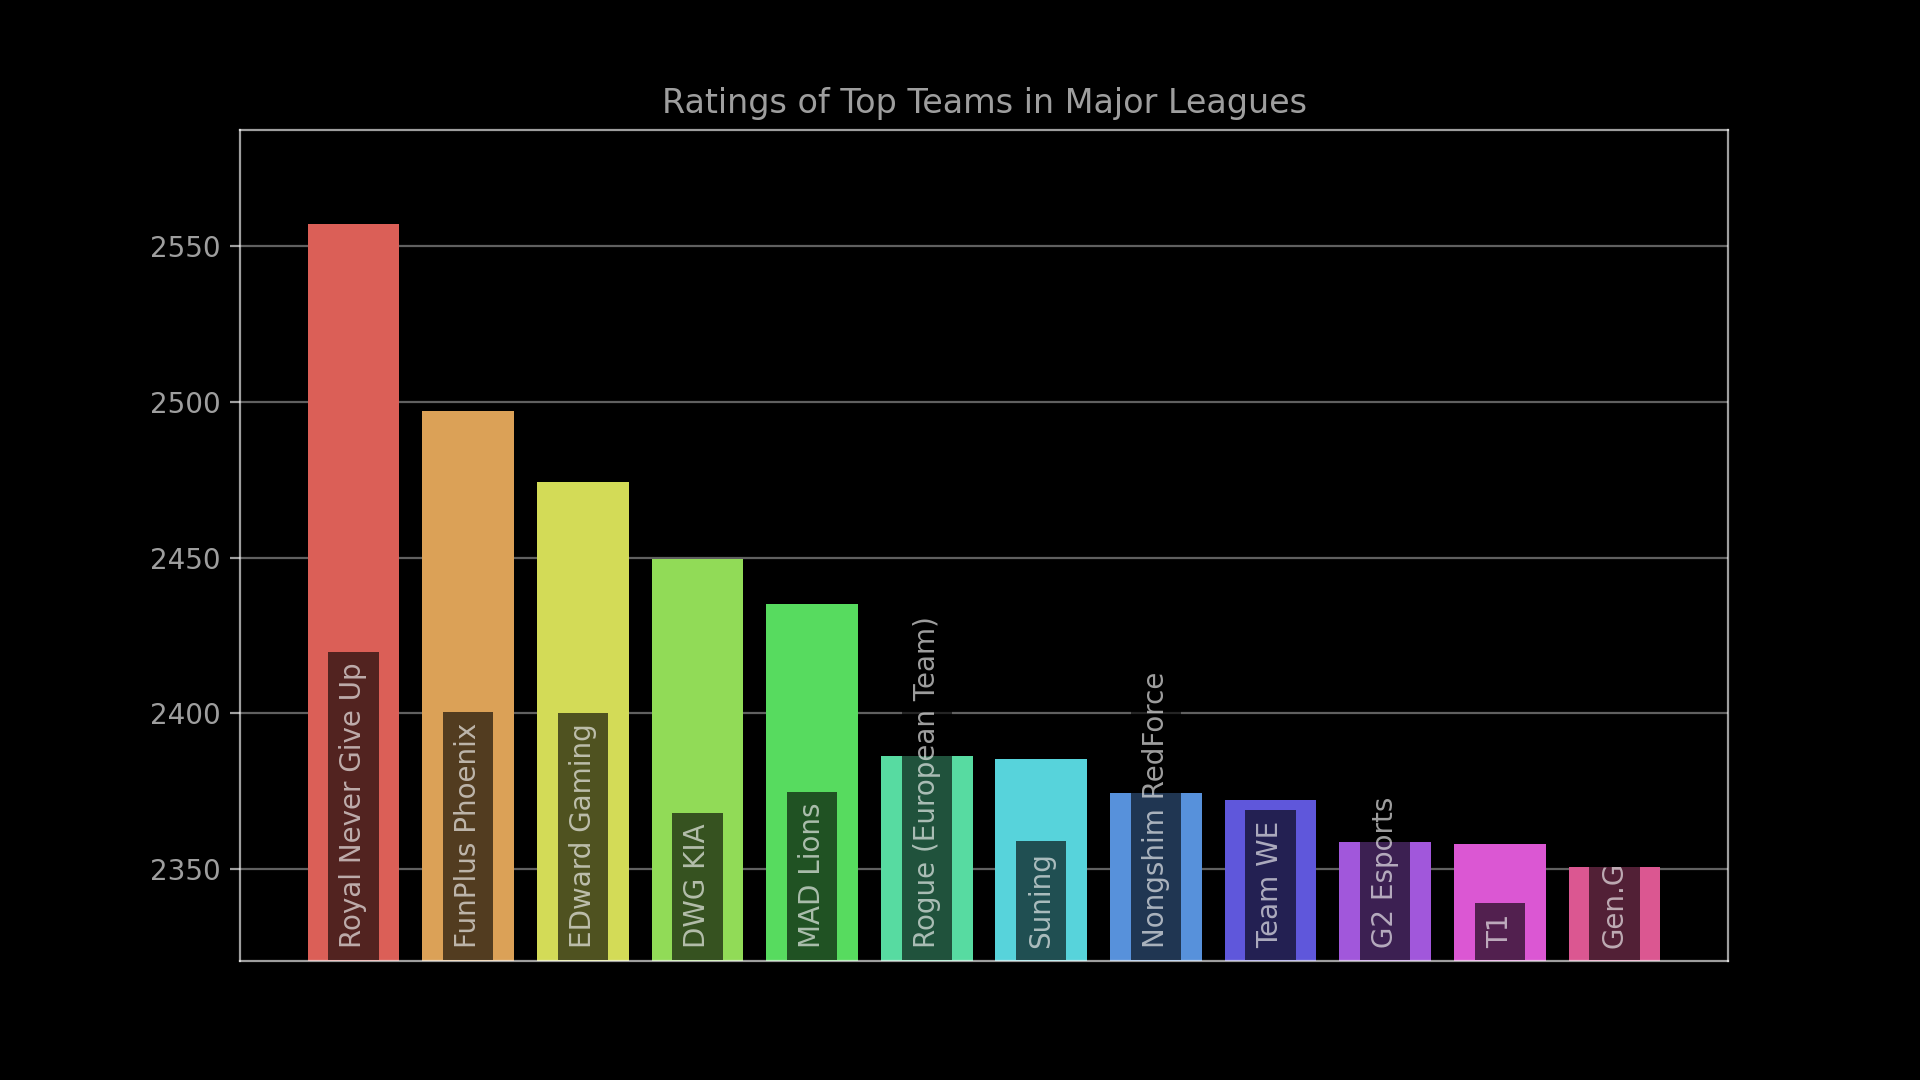 Ratings of Top Teams in Major Leagues
2550
2500
2450
2400
2350
Royal Never Give Up
FunPlus Phoenix
EDward Gaming
DWG KIA
MAD Lions
Rogue (European Team)
Suning
Nongshim RedForce
Team WE
G2 Esports
T1
Gen.G